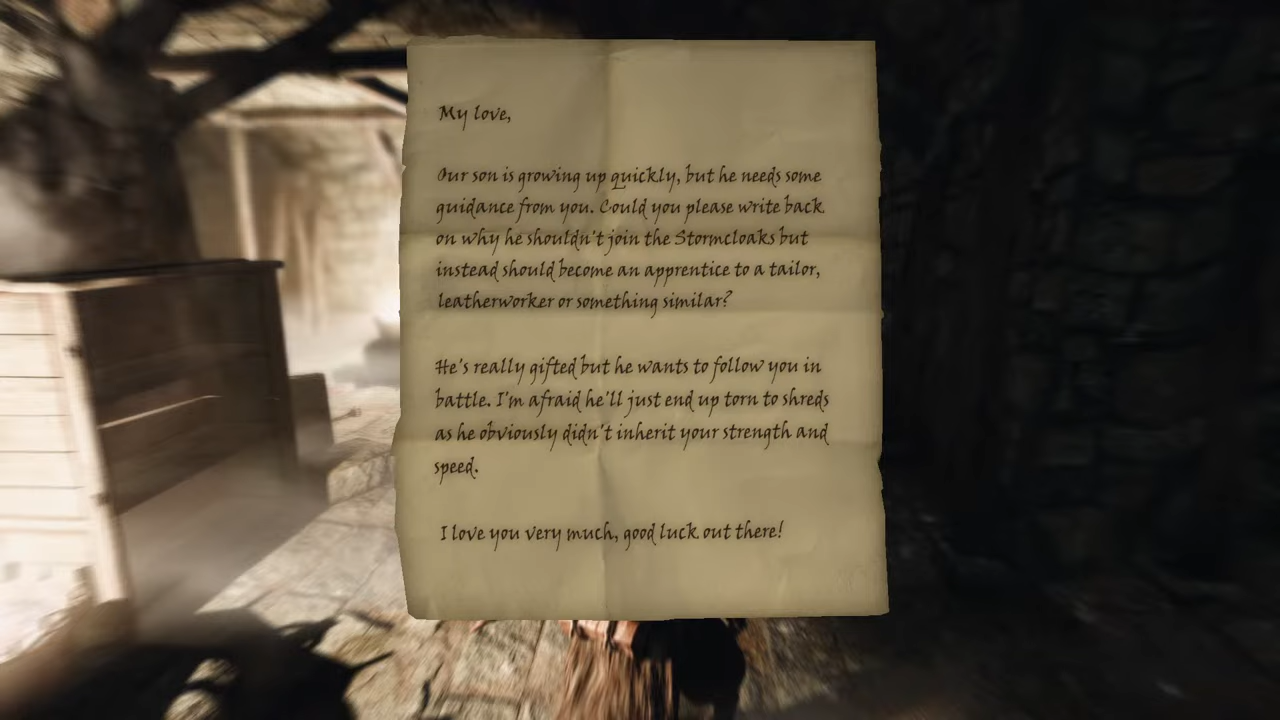 My love,
Our son is growing up quickly, but he needs some
guidance from you. Could you please write back
on why he shouldn't join the Stormcloaks but
instead should become an apprentice to a tailor,
leatherworker or something similar?
He's really gifted but he wants to follow you in
battle. I'm afraid he'll just end up torn to shreds
as he obviously didn't inherit your strength and
speed.
I love you very much, good luck out there!